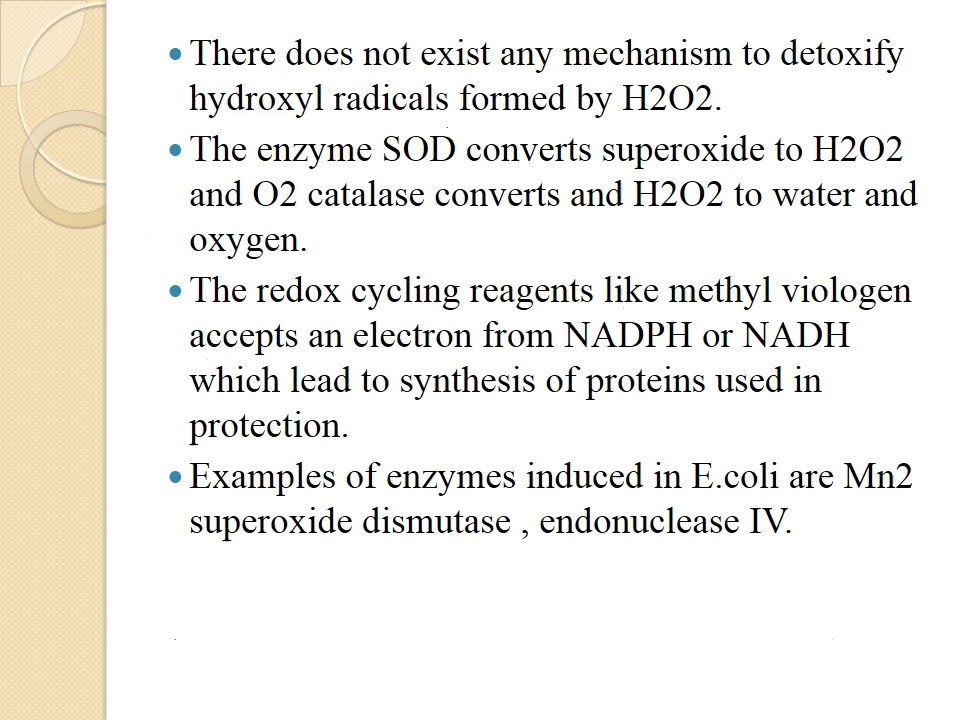 There does not exist any mechanism to detoxify
hydroxyl radicals formed by H2O2.
The enzyme SOD converts superoxide to H2O2
and O2 catalase converts and H2O2 to water and
oxygen.
The redox cycling reagents like methyl viologen
accepts an electron from NADPH or NADH
which lead to synthesis of proteins used in
protection.
Examples of enzymes induced in E.coli are Mn2
superoxide dismutase , endonuclease IV.